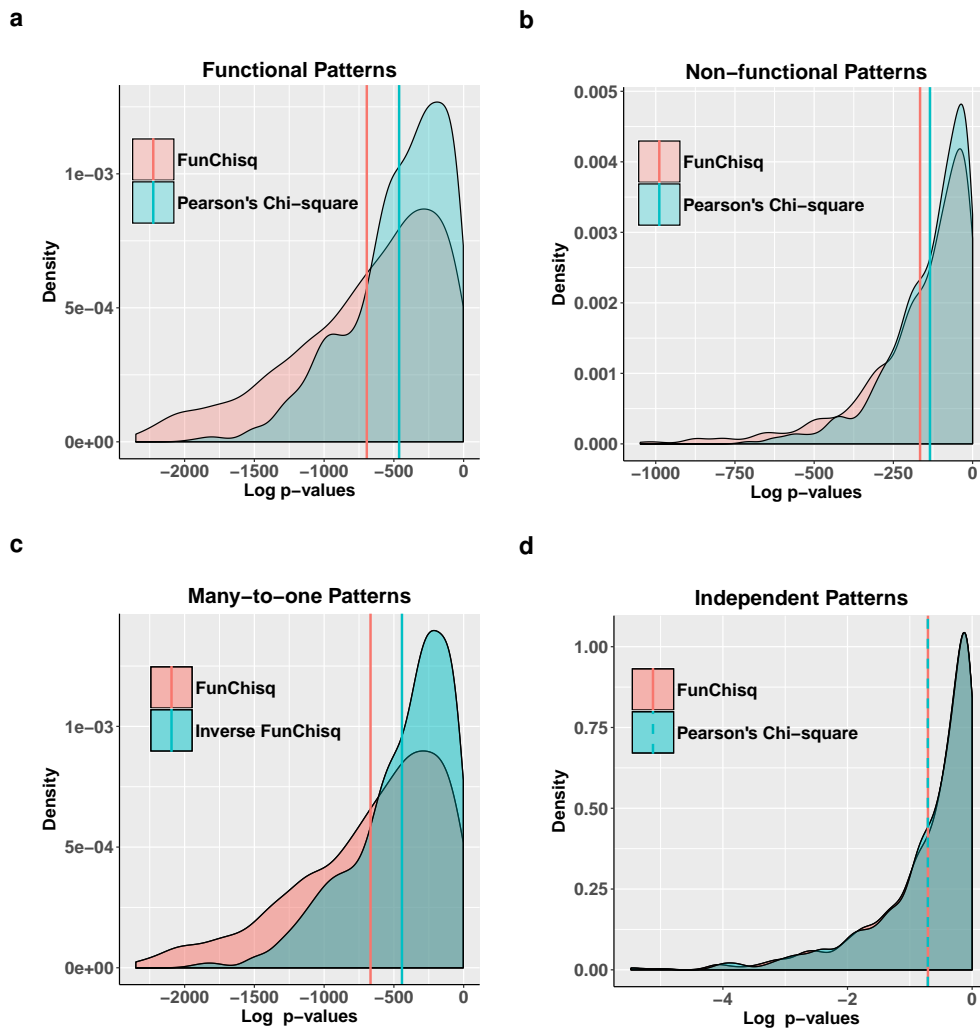 a
Functional Patterns
1e−03
5e−04
0e+00
Density
FunChisq
Pearson's Chi−square
−2000
−1500
−1000
−500
0
Log p−values
b
Non−functional Patterns
0.005
0.004
0.003
0.002
0.001
0.000
Density
FunChisq
Pearson's Chi−square
−1000
−750
−500
−250
0
Log p−values
c
Many−to−one Patterns
1e−03
5e−04
0e+00
Density
FunChisq
Inverse FunChisq
−2000
−1500
−1000
−500
0
Log p−values
d
Independent Patterns
1.00
0.75
0.50
0.25
0.00
Density
FunChisq
Pearson's Chi−square
−4
−2
0
Log p−values